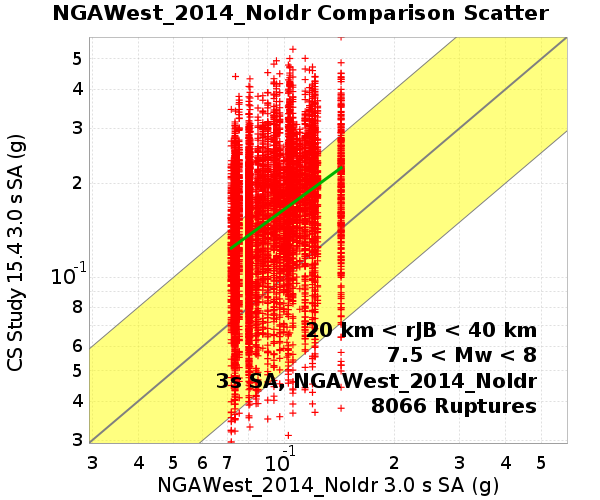 NGAWest_2014_NoIdr Comparison Scatter
CS Study 15.4 3.0 s SA (g)
5
4
3
2
10-1
8
6
5
4
3
20 km < rJB < 40 km
7.5 < Mw < 8
3s SA, NGAWest_2014_NoIdr
8066 Ruptures
3 4 5 6 7 10-1 2 3 4 5
NGAWest_2014_NoIdr 3.0 s SA (g)